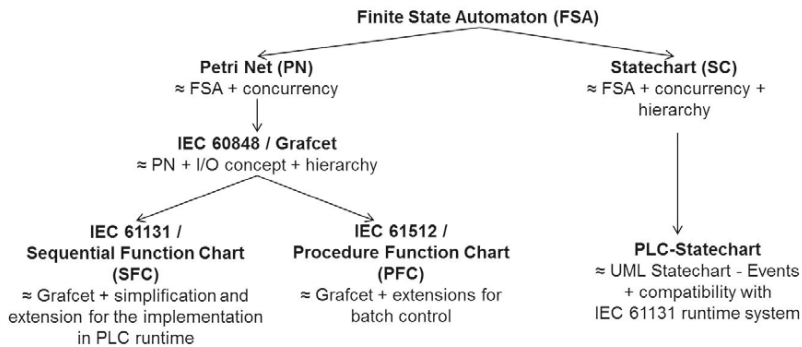 Finite State Automaton (FSA)
Petri Net (PN)
≈ FSA + concurrency
Statechart (SC)
≈ FSA + concurrency +
hierarchy
IEC 60848 / Grafcet
≈ PN + I/O concept + hierarchy
IEC 61131 /
Sequential Function Chart
(SFC)
≈ Grafcet + simplification and
extension for the implementation
in PLC runtime
IEC 61512 /
Procedure Function Chart
(PFC)
≈ Grafcet + extensions for
batch control
PLC-Statechart
≈ UML Statechart - Events
+ compatibility with
IEC 61131 runtime system